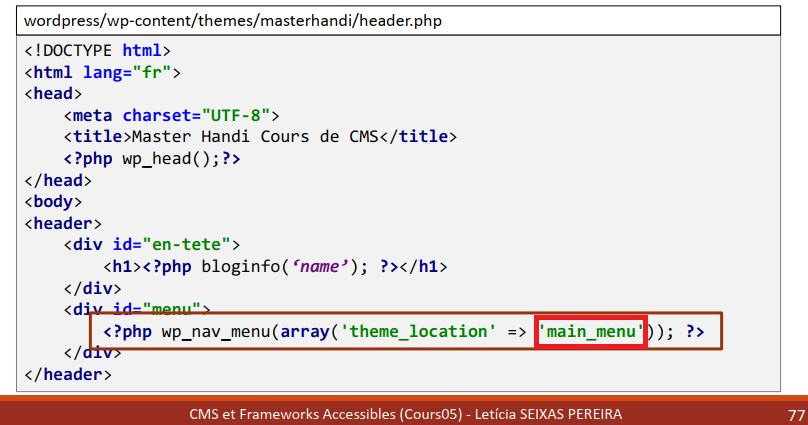 wordpress/wp-content/themes/masterhandi/header.php
<!DOCTYPE html>
<html lang="fr">
<head>
    <meta charset="UTF-8">
    <title>Master Handi Cours de CMS</title>
    <?php wp_head();?>
</head>
<body>
<header>
    <div id="en-tete">
        <h1><?php bloginfo(‘name’); ?></h1>
    </div>
    <div id="menu">
        <?php wp_nav_menu(array('theme_location' => 'main_menu')); ?>
    </div>
</header>
CMS et Frameworks Accessibles (Cours05) - Letícia SEIXAS PEREIRA 77